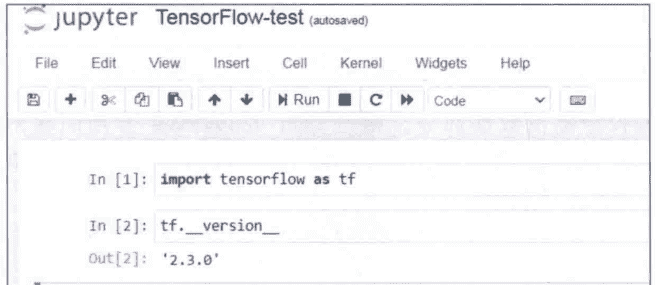 jupyter TensorFlow-test (autosaved)
File Edit View Insert Cell Kernel Widgets Help
Run Code
In [1]: import tensorflow as tf
In [2]: tf.__version__
Out[2]: '2.3.0'